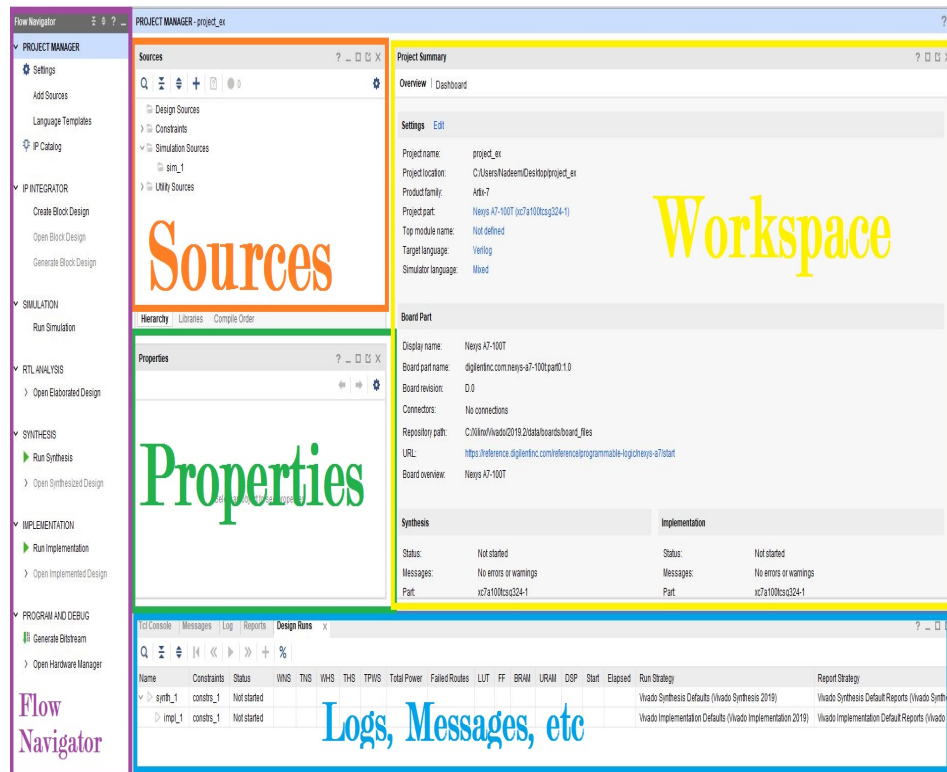 Flow Navigator
PROJECT MANAGER - project_ex
PROJECT MANAGER
Settings
Add Sources
Language Templates
IP Catalog
IP INTEGRATOR
Create Block Design
Open Block Design
Generate Block Design
SIMULATION
Run Simulation
RTL ANALYSIS
Open Elaborated Design
SYNTHESIS
Run Synthesis
Open Synthesized Design
IMPLEMENTATION
Run Implementation
Open Implemented Design
PROGRAM AND DEBUG
Generate Bitstream
Open Hardware Manager
Flow
Navigator
Sources
0
Design Sources
Constraints
Simulation Sources
sim_1
Utility Sources
Sources
Hierarchy Libraries Compile Order
Properties
Properties
Project Summary
Overview Dashboard
Settings Edit
Project name: project_ex
Project location: C:/Users/Nadeem/Desktop/project_ex
Product family: Artix-7
Project part: Nexys A7-100T (xc7a100tcsg324-1)
Top module name: Not defined
Target language: Verilog
Simulator language: Mixed
Workspace
Board Part
Display name: Nexys A7-100T
Board part name: digilentinc.com:nexys-a7-100t:part0:1.0
Board revision: D.0
Connectors: No connections
Repository path: C:/Xilinx/Vivado/2019.2/data/boards/board_files
URL: https://reference.digilentinc.com/reference/programmable-logic/nexys-a7/start
Board overview: Nexys A7-100T
Synthesis Implementation
Status: Not started Status: Not started
Messages: No errors or warnings Messages: No errors or warnings
Part: xc7a100tcsg324-1 Part: xc7a100tcsg324-1
Tcl Console Messages Log Reports Design Runs
Name Constraints Status WNS TNS WHS THS TPWS Total Power Failed Routes LUT FF BRAM URAM DSP Start Elapsed Run Strategy Report Strategy
synth_1 constrs_1 Not started Vivado Synthesis Defaults (Vivado Synthesis 2019) Vivado Synthesis Default Reports (Vivado Synth
impl_1 constrs_1 Not started Vivado Implementation Defaults (Vivado Implementation 2019) Vivado Implementation Default Reports (Vivado
Logs, Messages, etc